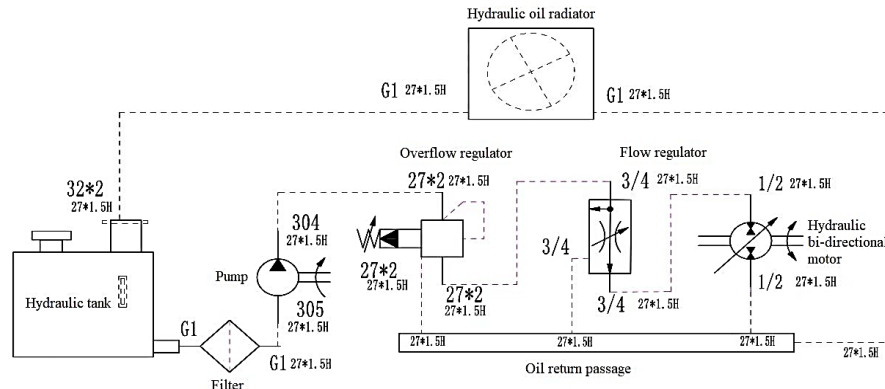 Hydraulic oil radiator
G1 27*1.5H
G1 27*1.5H
Overflow regulator
Flow regulator
32*2
27*1.5H
27*2 27*1.5H
3/4 27*1.5H
1/2 27*1.5H
304
27*1.5H
Hydraulic
bi-directional
motor
3/4
Pump
27*2
27*1.5H
1/2 27*1.5H
Hydraulic tank
305
27*1.5H
27*2
27*1.5H
3/4 27*1.5H
G1
G1 27*1.5H
27*1.5H
27*1.5H
27*1.5H
27*1.5H
Filter
Oil return passage